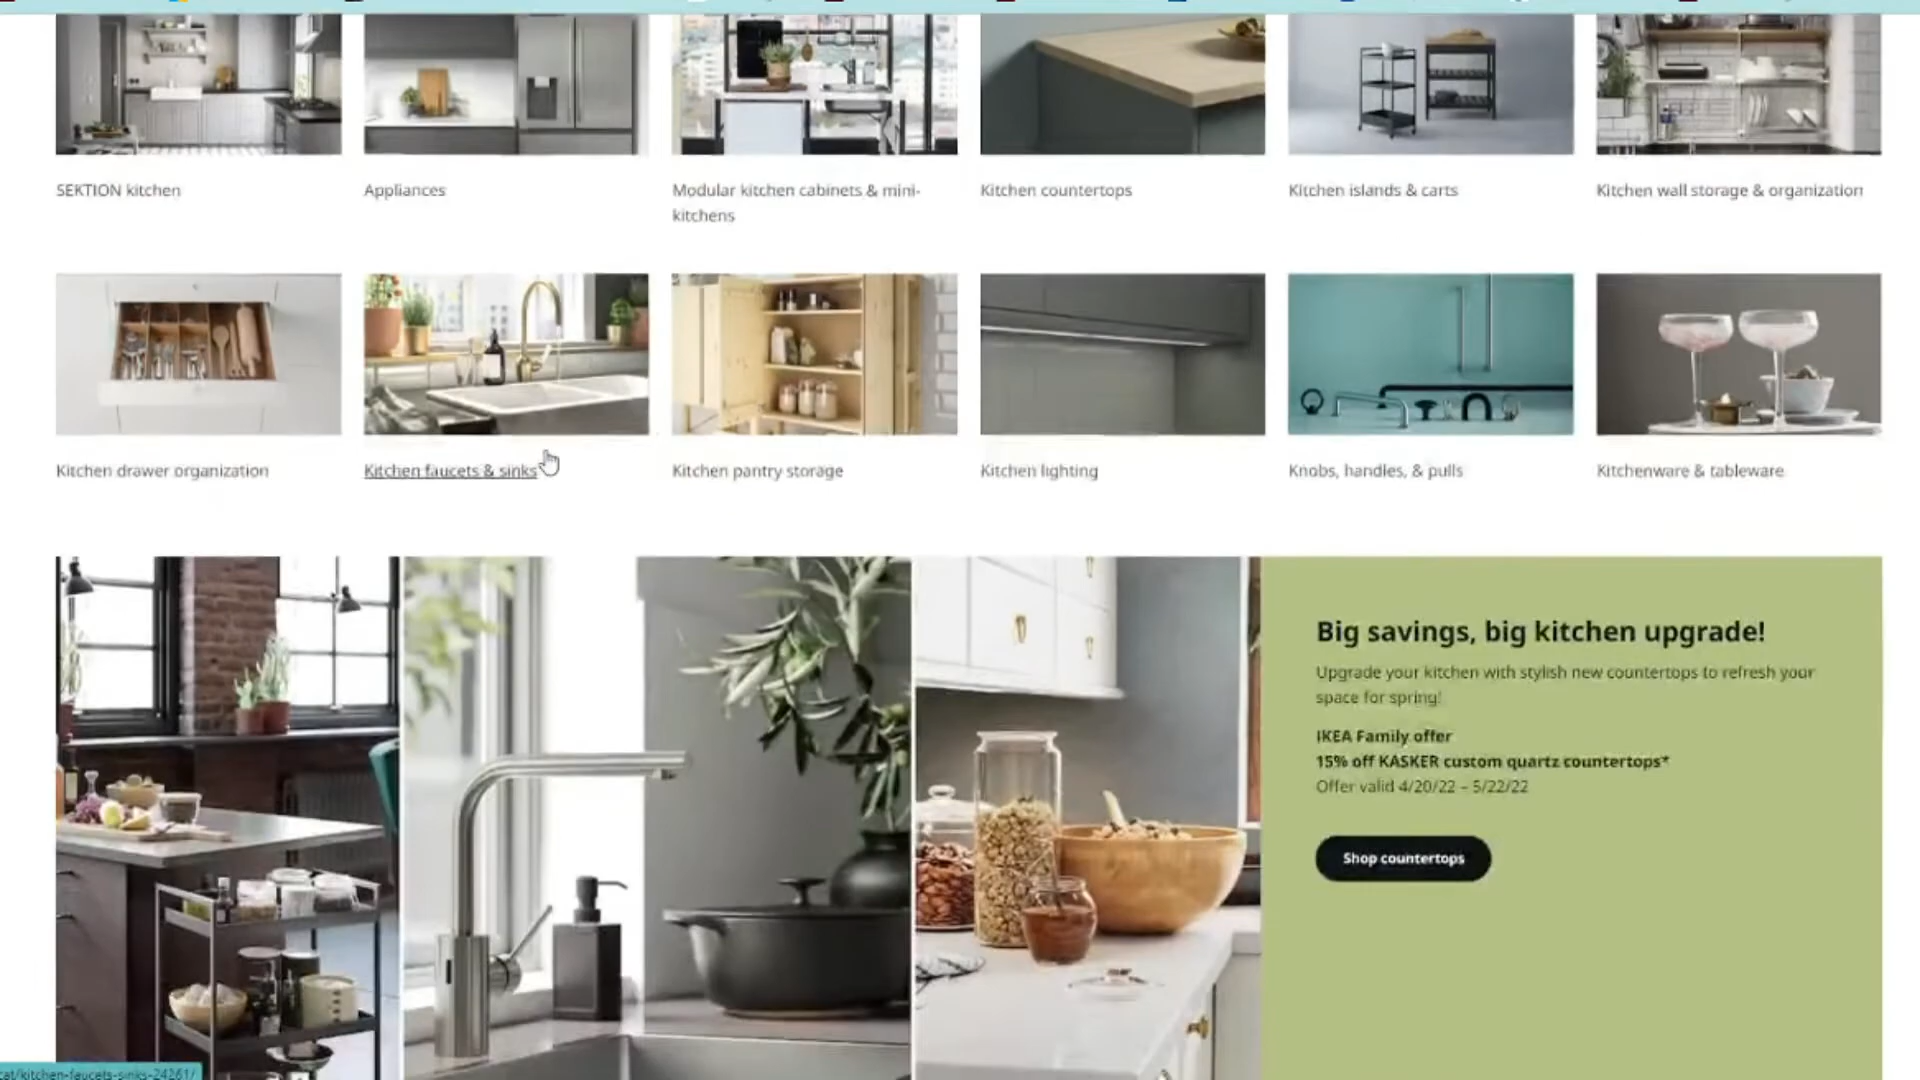 SEKTION kitchen
Appliances
Modular kitchen cabinets & mini-
kitchens
Kitchen countertops
Kitchen islands & carts
Kitchen wall storage & organization
Kitchen drawer organization
Kitchen faucets & sinks
Kitchen pantry storage
Kitchen lighting
Knobs, handles, & pulls
Kitchenware & tableware
Big savings, big kitchen upgrade!
Upgrade your kitchen with stylish new countertops to refresh your
space for spring!
IKEA Family offer
15% off KASKER custom quartz countertops*
Offer valid 4/20/22 – 5/22/22
Shop countertops
cat/kitchen-faucets-sinks-24261/